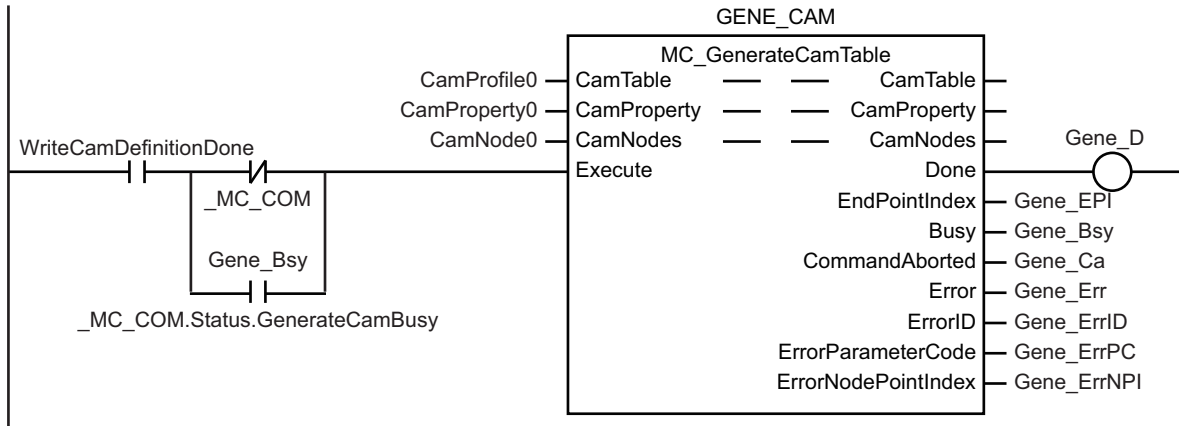 GENE_CAM
MC_GenerateCamTable
CamProfile0 CamTable CamTable
CamProperty0 CamProperty CamProperty
CamNode0 CamNodes CamNodes Gene_D
WriteCamDefinitionDone Execute Done
_MC_COM EndPointIndex Gene_EPI
Busy Gene_Bsy
Gene_Bsy CommandAborted Gene_Ca
Error Gene_Err
_MC_COM.Status.GenerateCamBusy ErrorID Gene_ErrID
ErrorParameterCode Gene_ErrPC
ErrorNodePointIndex Gene_ErrNPI